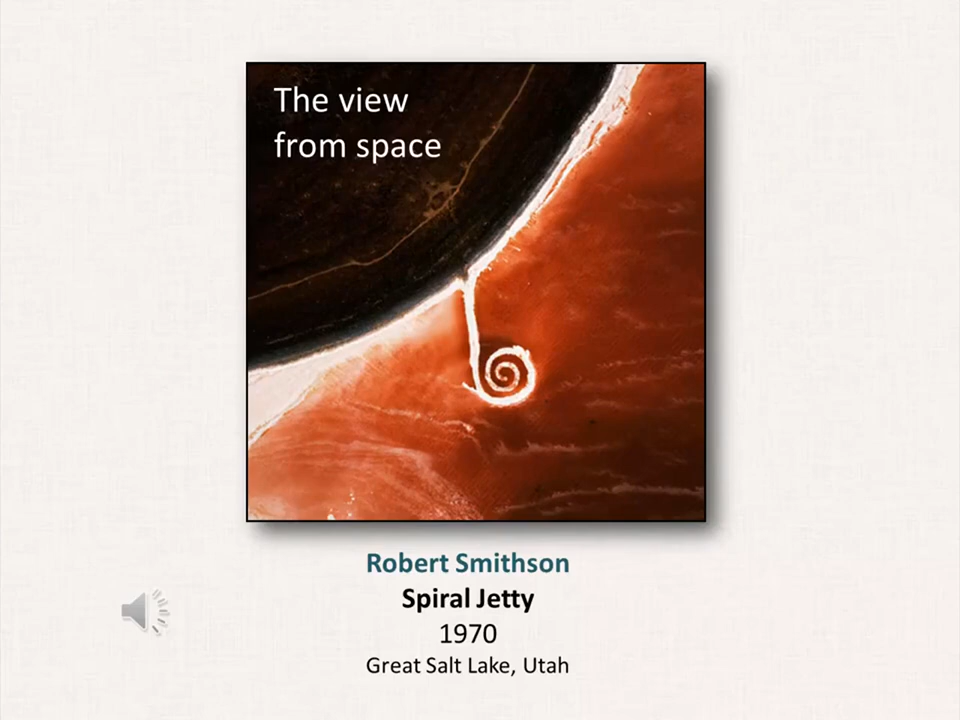 The view
from space
Robert Smithson
Spiral Jetty
1970
Great Salt Lake, Utah